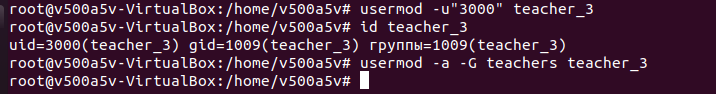 root@v500a5v-VirtualBox:/home/v500a5v# usermod -u"3000" teacher_3
root@v500a5v-VirtualBox:/home/v500a5v# id teacher_3
uid=3000(teacher_3) gid=1009(teacher_3) группы=1009(teacher_3)
root@v500a5v-VirtualBox:/home/v500a5v# usermod -a -G teachers teacher_3
root@v500a5v-VirtualBox:/home/v500a5v#